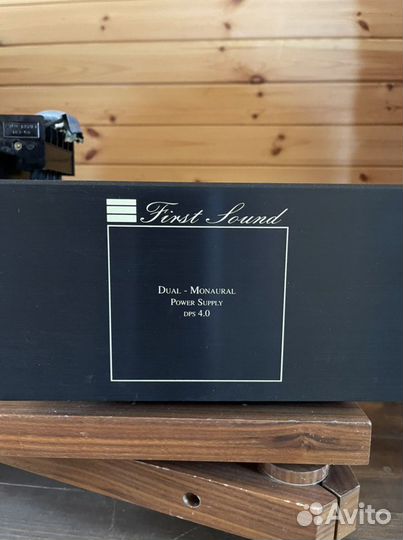 First Sound
Dual - Monaural
Power Supply
DPS 4.0
Avito